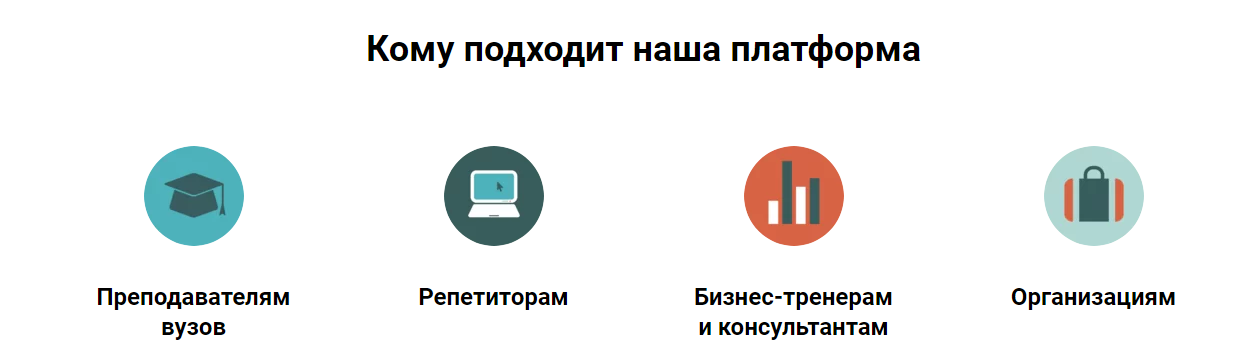 Кому подходит наша платформа
Преподавателям
вузов
Репетиторам
Бизнес-тренерам
и консультантам
Организациям